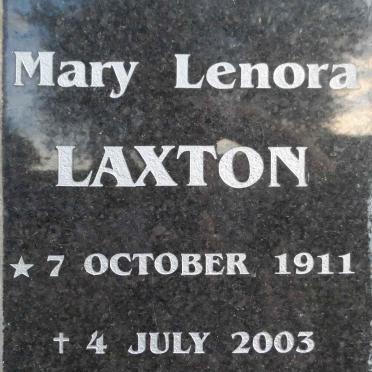 Mary Lenora
LAXTON
★ 7 OCTOBER 1911
✝ 4 JULY 2003